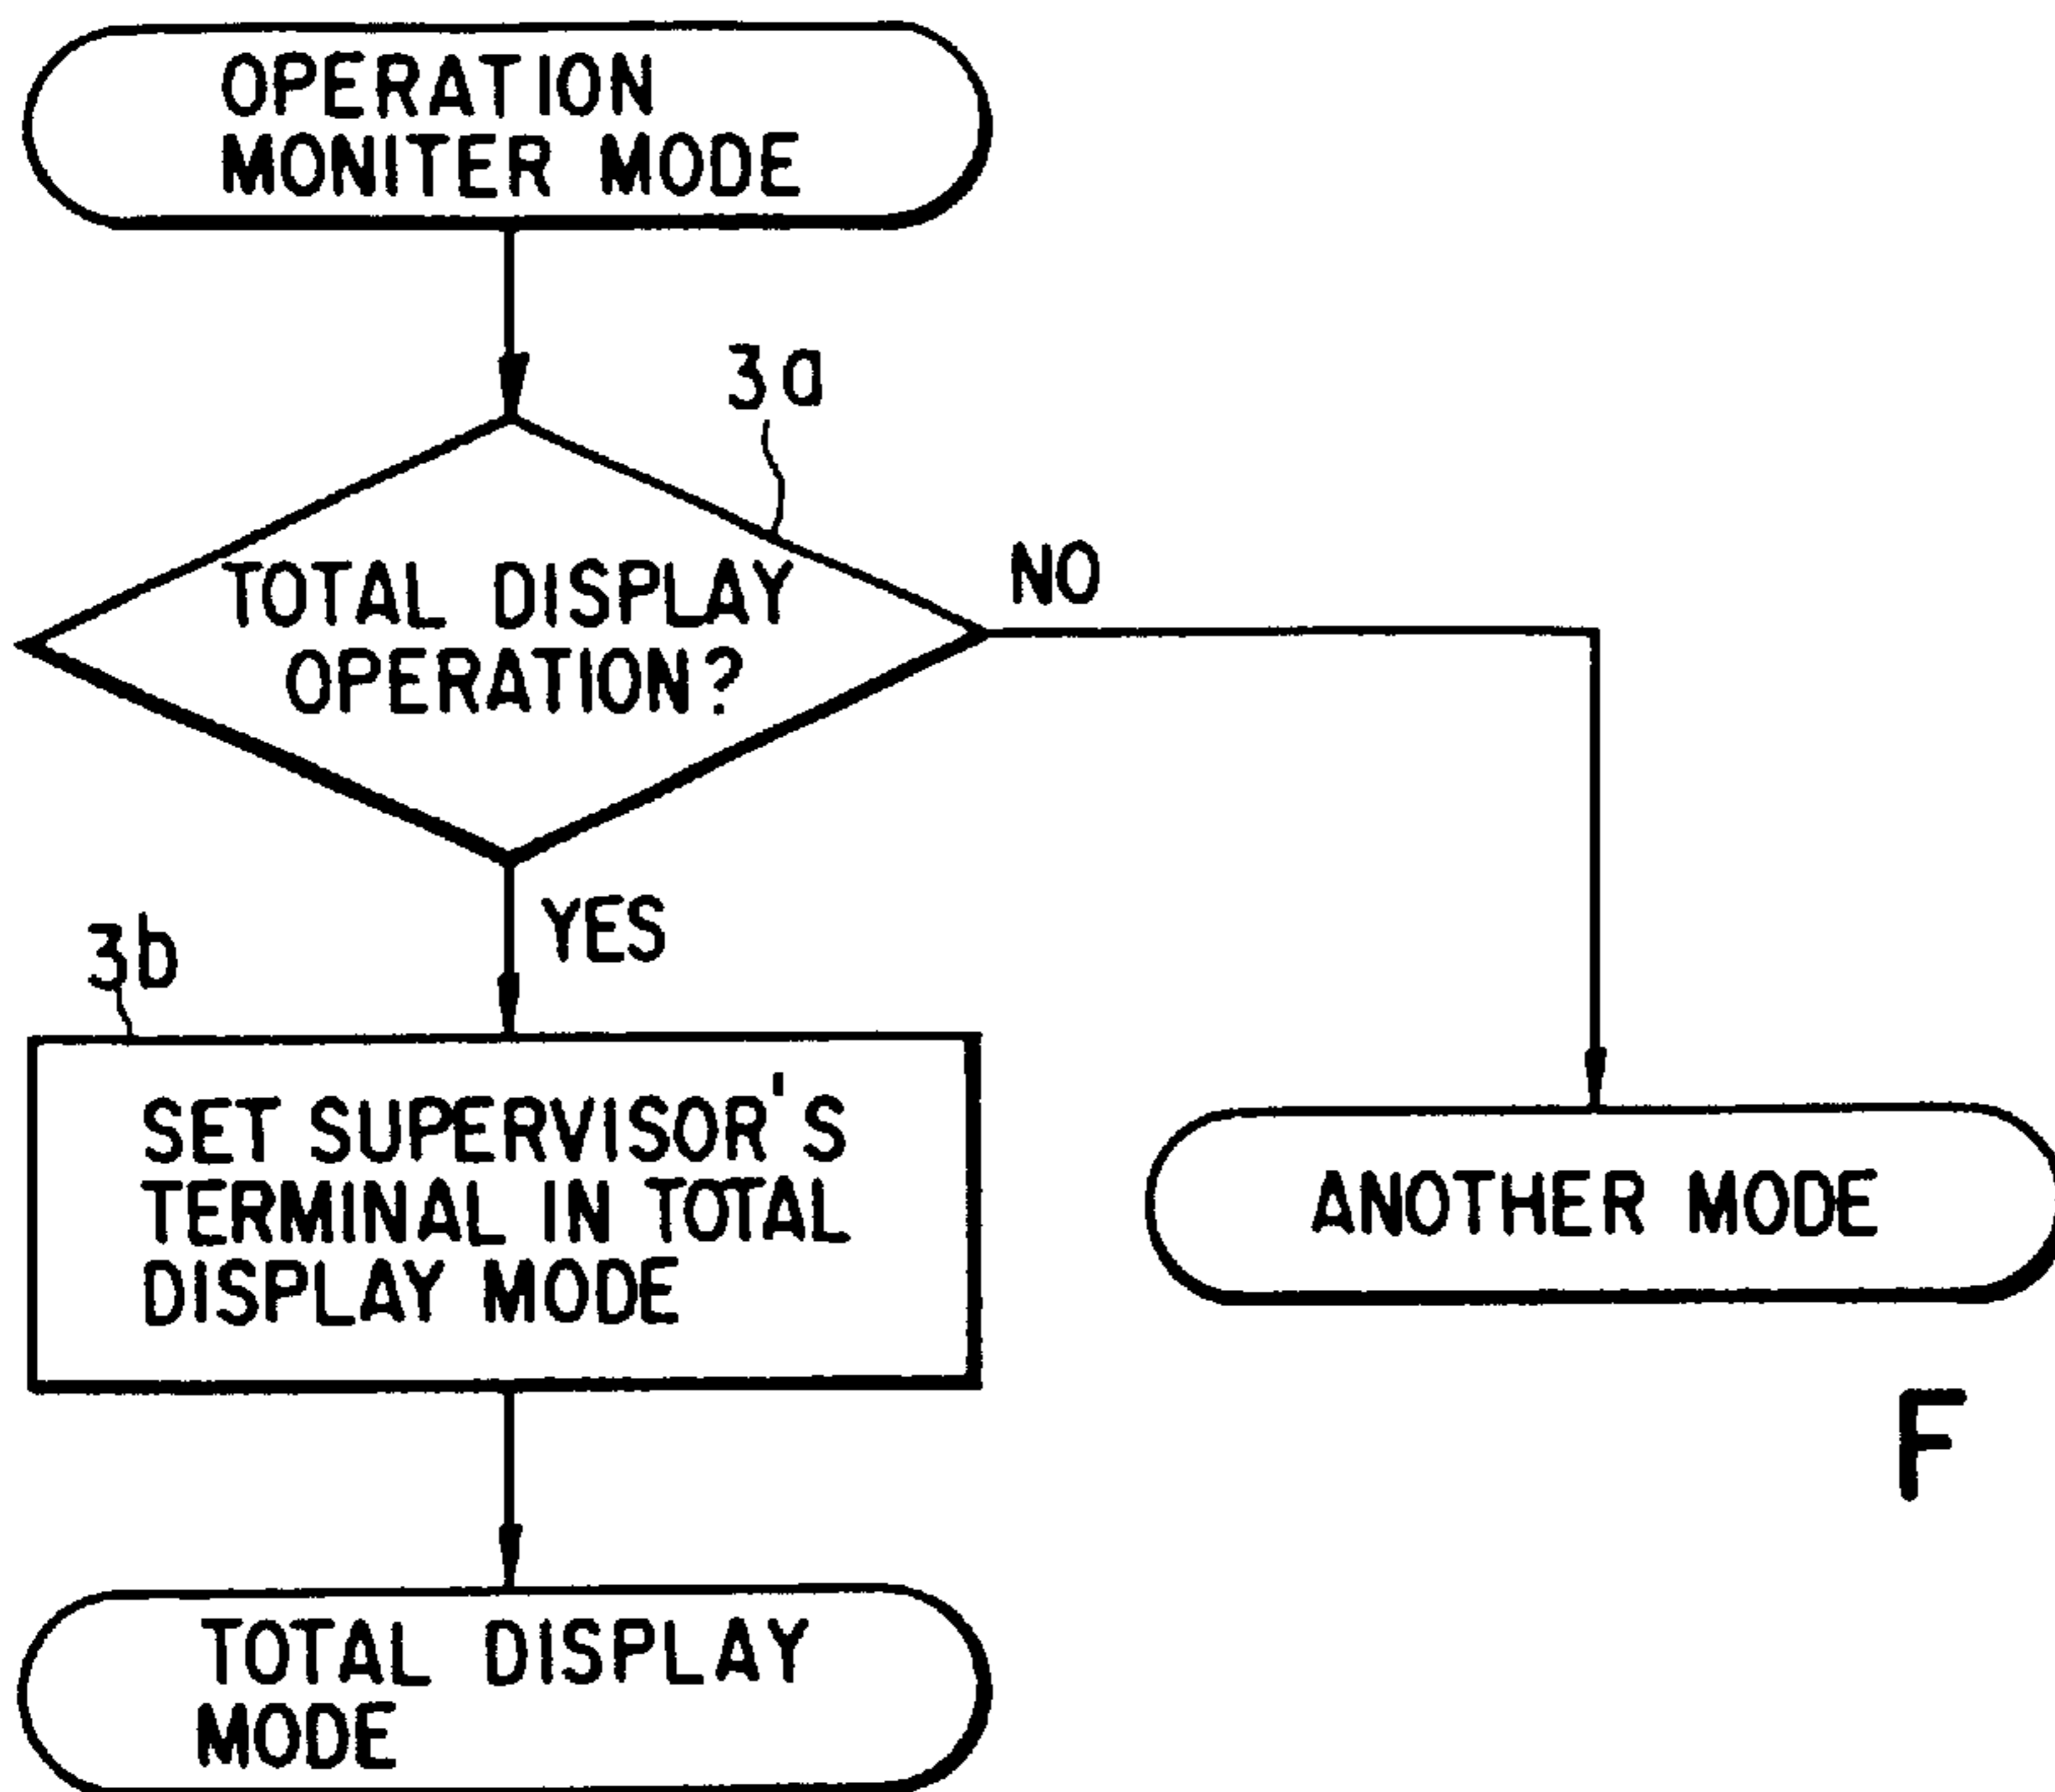 OPERATION
MONITER MODE
3a
TOTAL DISPLAY
OPERATION?
NO
YES
3b
SET SUPERVISOR'S
TERMINAL IN TOTAL
DISPLAY MODE
ANOTHER MODE
F
TOTAL DISPLAY
MODE